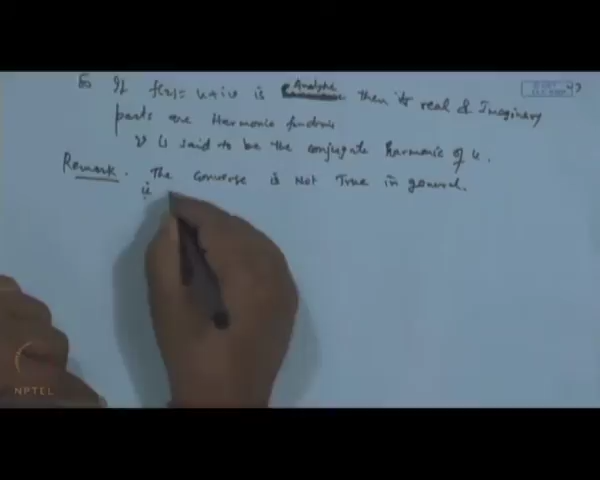 If f(z) = u+iv is Analytic then its real & Imaginary
parts are Harmonic functions
v is said to be the conjugate Harmonic of u.
Remark. The converse is Not True in general.
ie
NPTEL